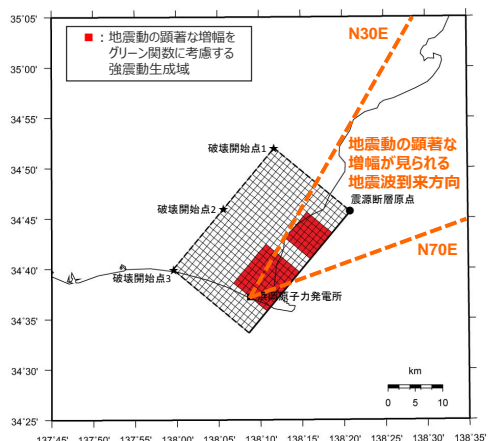 35˚05'
35˚00'
34˚55'
34˚50'
34˚45'
34˚40'
34˚35'
34˚30'
34˚25'
■ : 地震動の顕著な増幅を
グリーン関数に考慮する
強震動生成域
N30E
地震動の顕著な
増幅が見られる
地震波到来方向
破壊開始点1
震源断層原点
破壊開始点2
N70E
破壊開始点3
原子力発電所
km
0 5 10
137˚45' 137˚50' 137˚55' 138˚00' 138˚05' 138˚10' 138˚15' 138˚20' 138˚25' 138˚30' 138˚35'